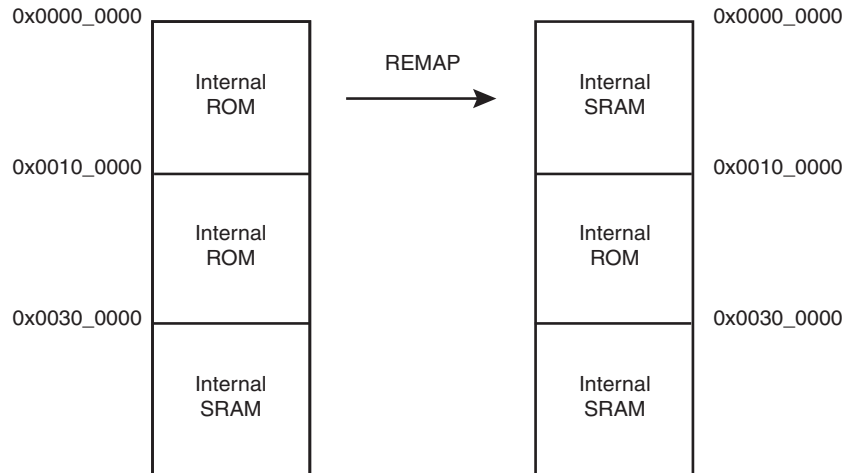 0x0000_0000
0x0000_0000
Internal
ROM
REMAP
Internal
SRAM
0x0010_0000
0x0010_0000
Internal
ROM
Internal
ROM
0x0030_0000
0x0030_0000
Internal
SRAM
Internal
SRAM